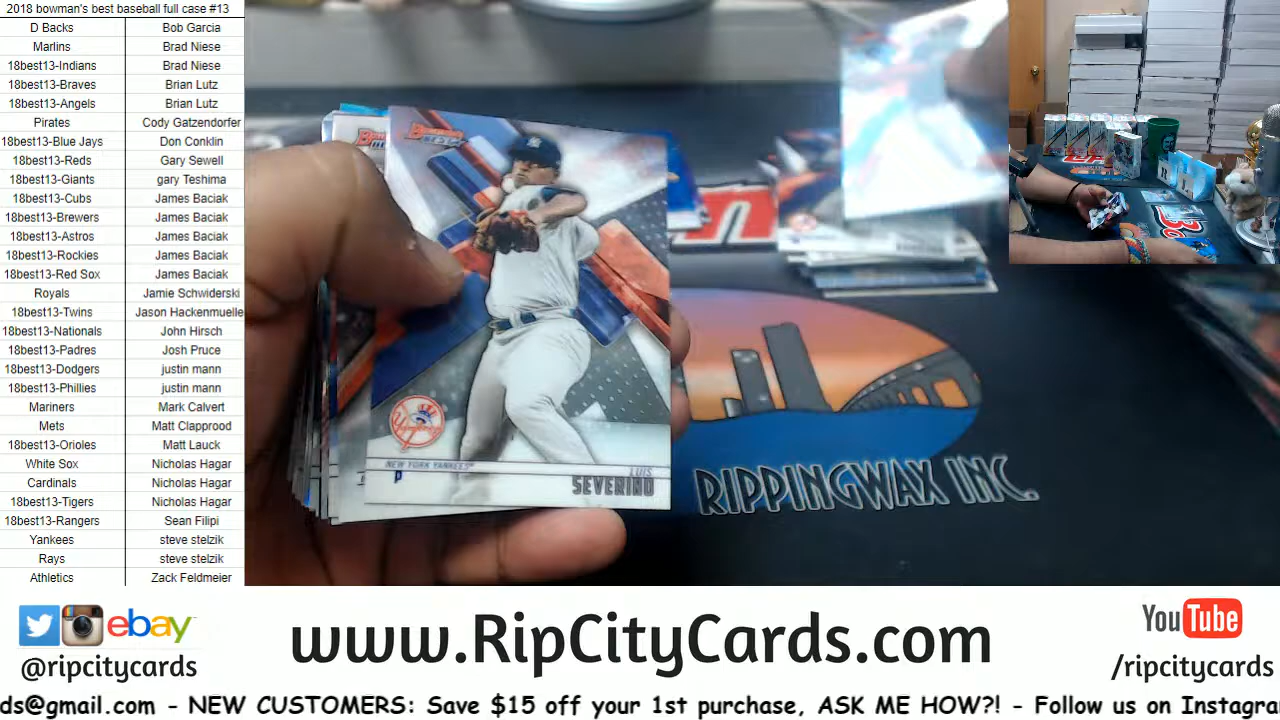 2018 bowman's best baseball full case #13
D Backs Bob Garcia
Marlins Brad Niese
18best13-Indians Brad Niese
18best13-Braves Brian Lutz
18best13-Angels Brian Lutz
Pirates Cody Gatzendorfer
18best13-Blue Jays Don Conklin
18best13-Reds Gary Sewell
18best13-Giants gary Teshima
18best13-Cubs James Baciak
18best13-Brewers James Baciak
18best13-Astros James Baciak
18best13-Rockies James Baciak
18best13-Red Sox James Baciak
Royals Jamie Schwiderski
18best13-Twins Jason Hackenmuelle
18best13-Nationals John Hirsch
18best13-Padres Josh Pruce
18best13-Dodgers justin mann
18best13-Phillies justin mann
Mariners Mark Calvert
Mets Matt Clapprood
18best13-Orioles Matt Lauck
White Sox Nicholas Hagar
Cardinals Nicholas Hagar
18best13-Tigers Nicholas Hagar
18best13-Rangers Sean Filipi
Yankees steve stelzik
Rays steve stelzik
Athletics Zack Feldmeier
Yankees
NEW YORK YANKEES
P
LUIS
SEVERINO
RIPPINGWAX INC.
ebay
@ripcitycards
www.RipCityCards.com
YouTube
/ripcitycards
ds@gmail.com - NEW CUSTOMERS: Save $15 off your 1st purchase, ASK ME HOW?! - Follow us on Instagra